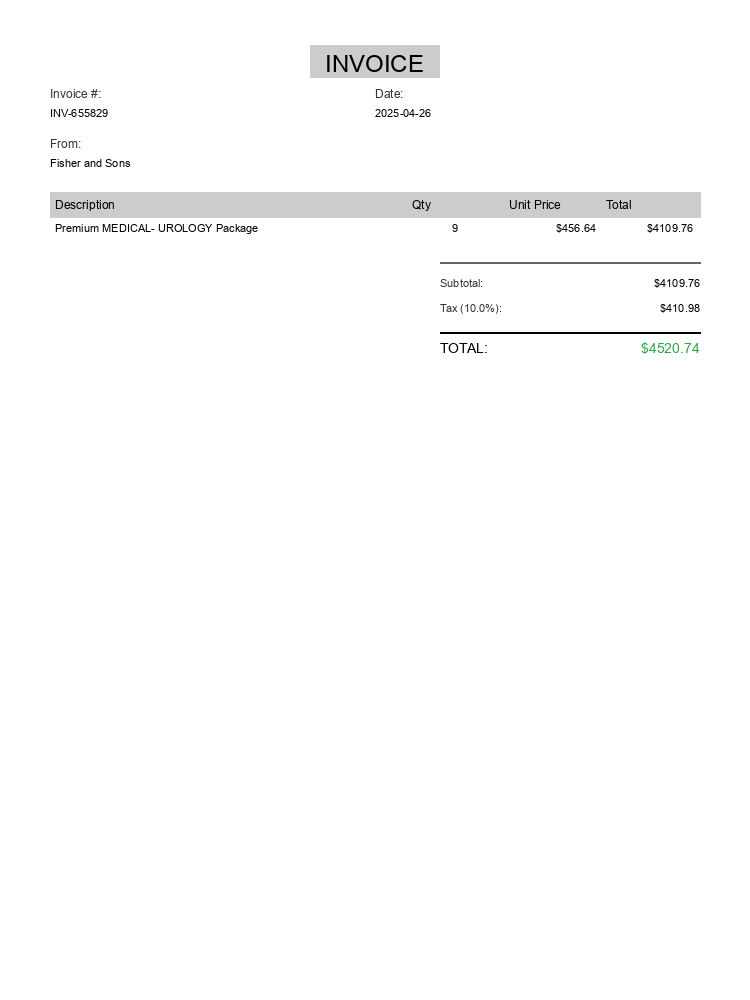 INVOICE
Invoice #: Date:
INV-655829 2025-04-26
From:
Fisher and Sons
Description Qty Unit Price Total
Premium MEDICAL- UROLOGY Package 9 $456.64 $4109.76
Subtotal: $4109.76
Tax (10.0%): $410.98
TOTAL: $4520.74